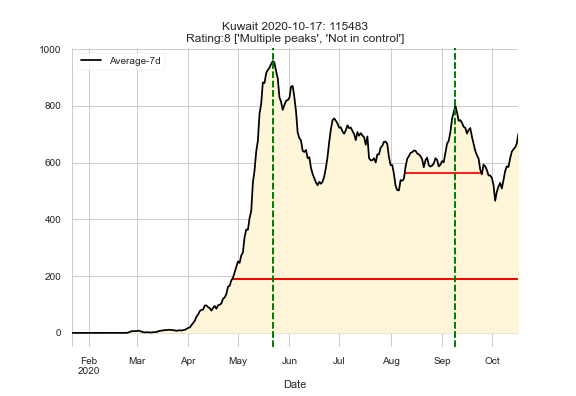 Kuwait 2020-10-17: 115483
Rating:8 ['Multiple peaks', 'Not in control']
Average-7d
1000
800
600
400
200
0
Feb Mar Apr May Jun Jul Aug Sep Oct
2020
Date